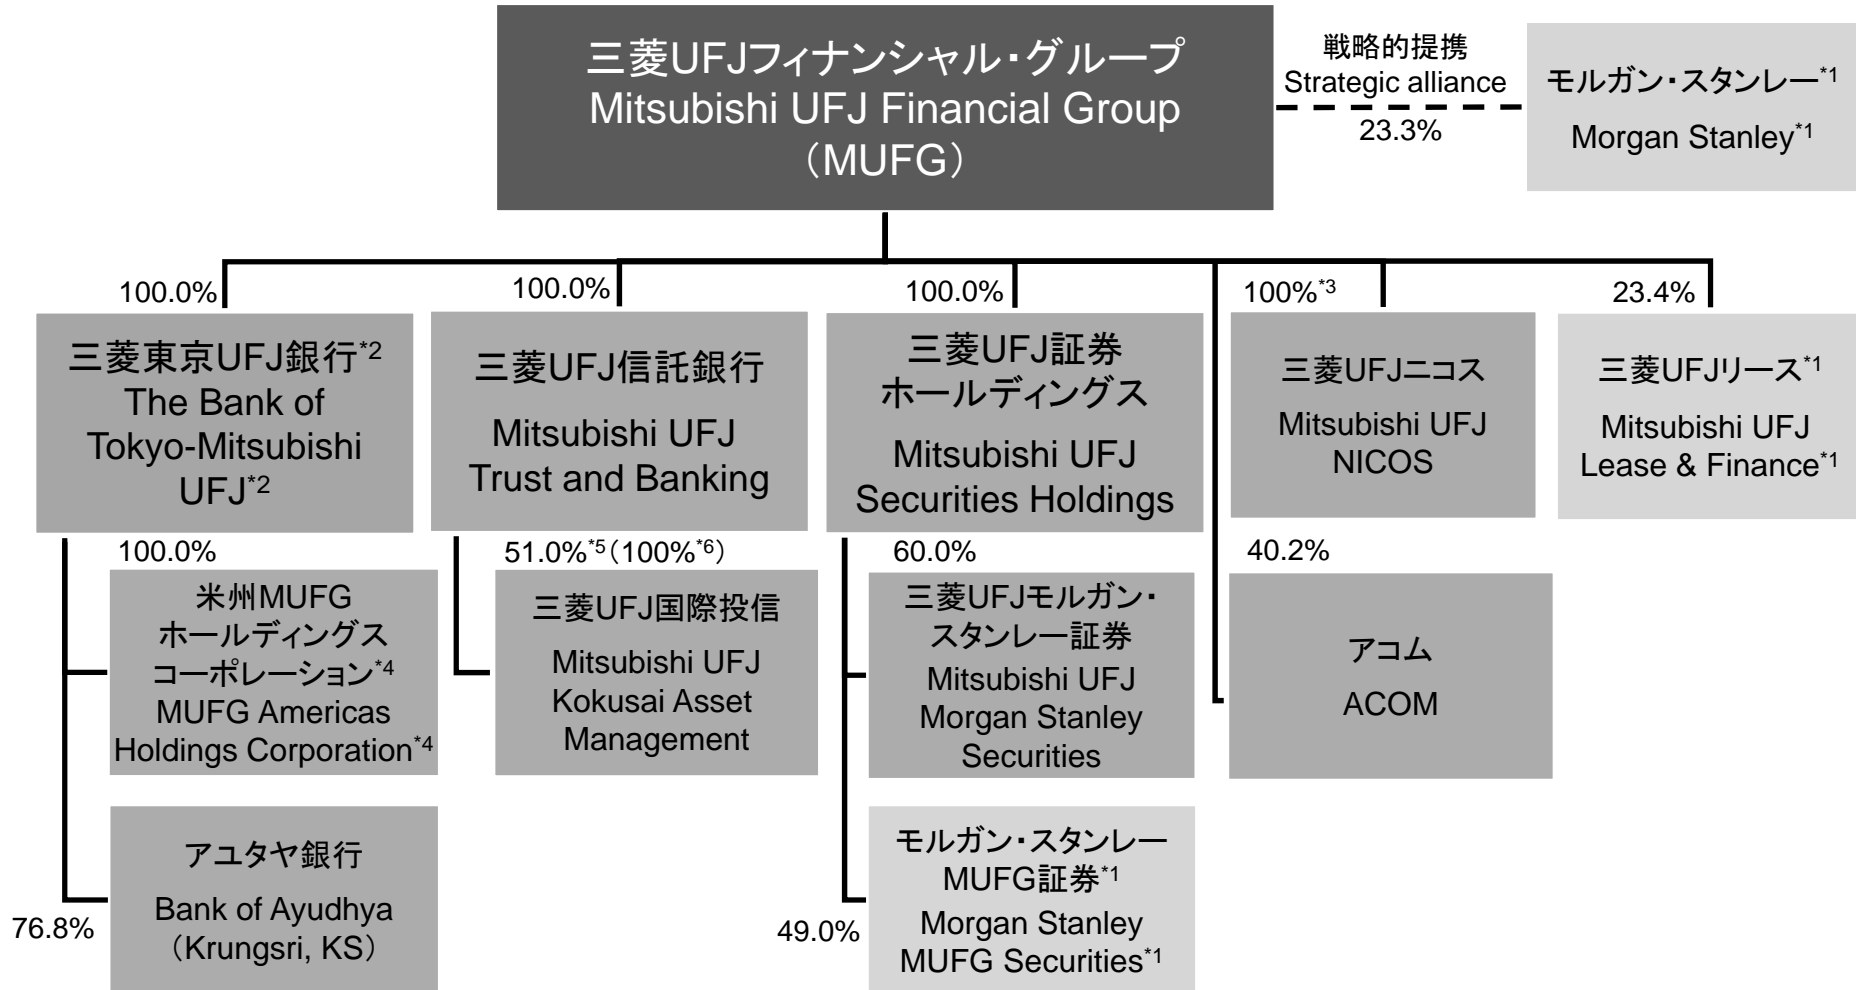 三菱UFJフィナンシャル・グループ
Mitsubishi UFJ Financial Group
（MUFG）
戦略的提携
Strategic alliance
23.3%
モルガン・スタンレー*1
Morgan Stanley*1
100.0%
三菱東京UFJ銀行*2
The Bank of
Tokyo-Mitsubishi
UFJ*2
100.0%
三菱UFJ信託銀行
Mitsubishi UFJ
Trust and Banking
100.0%
三菱UFJ証券
ホールディングス
Mitsubishi UFJ
Securities Holdings
100%*3
三菱UFJニコス
Mitsubishi UFJ
NICOS
23.4%
三菱UFJリース*1
Mitsubishi UFJ
Lease & Finance*1
100.0%
米州MUFG
ホールディングス
コーポレーション*4
MUFG Americas
Holdings Corporation*4
51.0%*5（100%*6）
三菱UFJ国際投信
Mitsubishi UFJ
Kokusai Asset
Management
60.0%
三菱UFJモルガン・
スタンレー証券
Mitsubishi UFJ
Morgan Stanley
Securities
40.2%
アコム
ACOM
76.8%
アユタヤ銀行
Bank of Ayudhya
（Krungsri, KS）
49.0%
モルガン・スタンレー
MUFG証券*1
Morgan Stanley
MUFG Securities*1